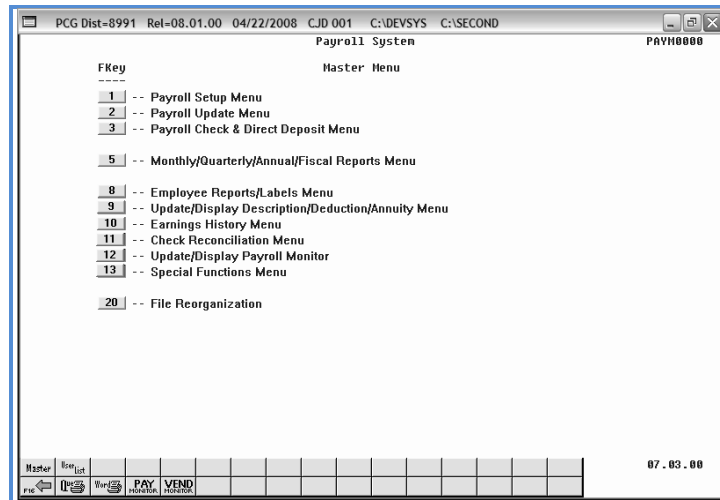 PCG Dist=8991 Rel=08.01.00 04/22/2008 CJD 001 C:\DEVSYS C:\SECOND
Payroll System PAYM0000
FKey Master Menu
----
1 -- Payroll Setup Menu
2 -- Payroll Update Menu
3 -- Payroll Check & Direct Deposit Menu
5 -- Monthly/Quarterly/Annual/Fiscal Reports Menu
8 -- Employee Reports/Labels Menu
9 -- Update/Display Description/Deduction/Annuity Menu
10 -- Earnings History Menu
11 -- Check Reconciliation Menu
12 -- Update/Display Payroll Monitor
13 -- Special Functions Menu
20 -- File Reorganization
Master User List 07.03.00
F16 Que Word PAY MONITOR VEND MONITOR